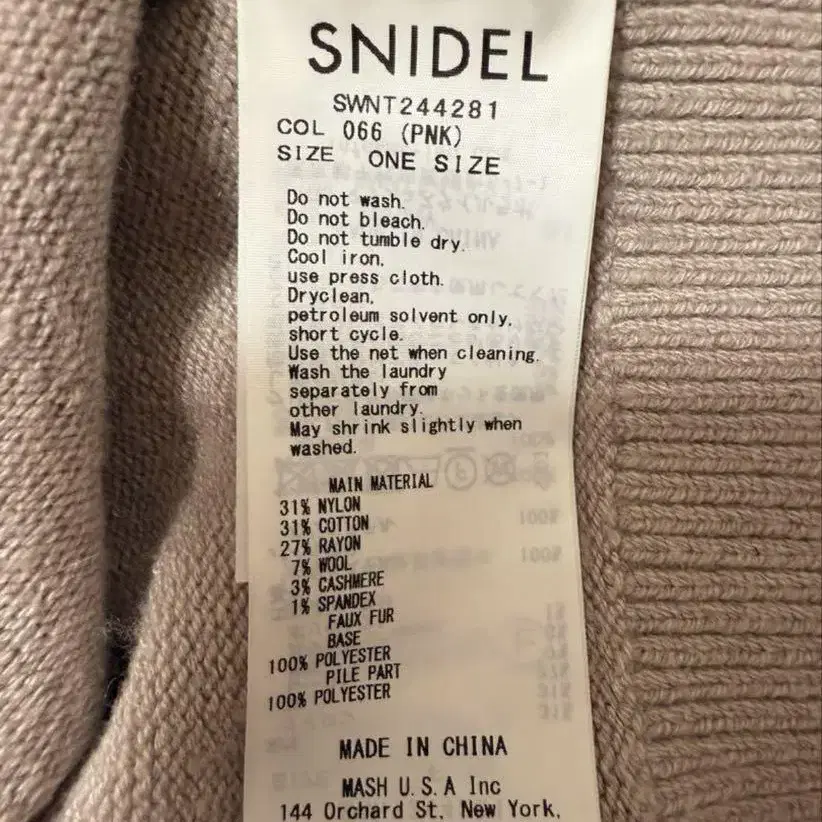 SNIDEL
SWNT244281
COL 066 (PNK)
SIZE ONE SIZE
Do not wash.
Do not bleach.
Do not tumble dry.
Cool iron,
use press cloth.
Dryclean,
petroleum solvent only,
short cycle.
Use the net when cleaning.
Wash the laundry
separately from
other laundry.
May shrink slightly when
washed.
MAIN MATERIAL
31% NYLON
31% COTTON
27% RAYON
7% WOOL
3% CASHMERE
1% SPANDEX
FAUX FUR
BASE
100% POLYESTER
PILE PART
100% POLYESTER
MADE IN CHINA
MASH U.S.A Inc
144 Orchard St, New York,